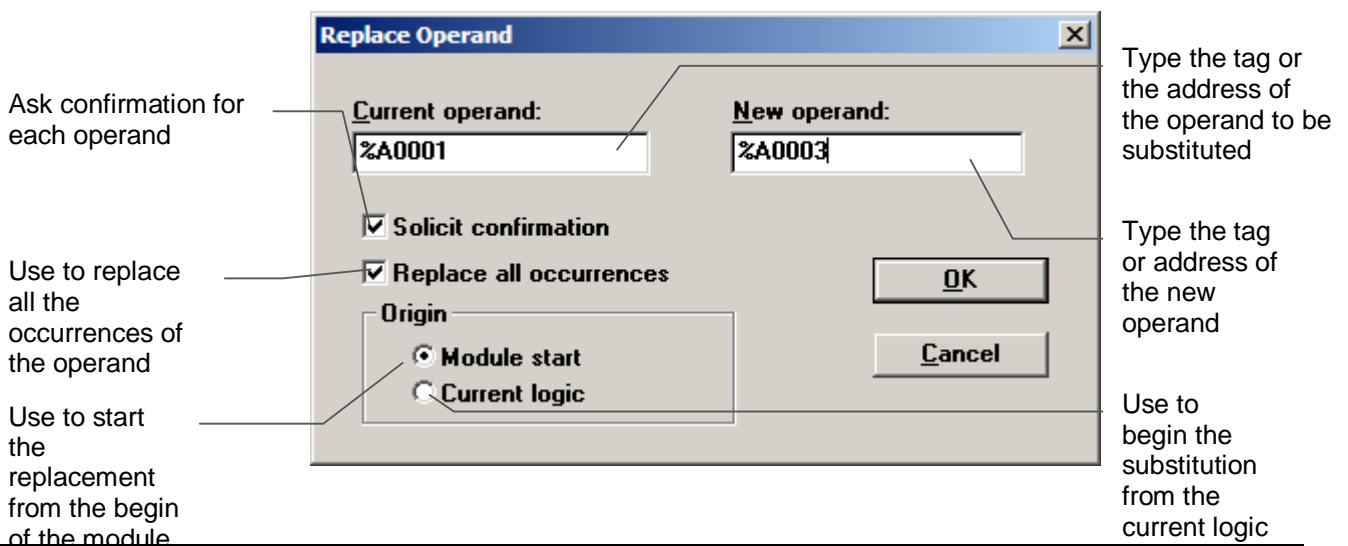 Replace Operand
Ask confirmation for
each operand
Current operand:
%A0001
New operand:
%A0003
Type the tag or
the address of
the operand to be
substituted
Solicit confirmation
Replace all occurrences
Use to replace
all the
occurrences of
the operand
Origin
Module start
Current logic
OK
Cancel
Type the tag
or address of
the new
operand
Use to start
the
replacement
from the begin
of the module
Use to
begin the
substitution
from the
current logic